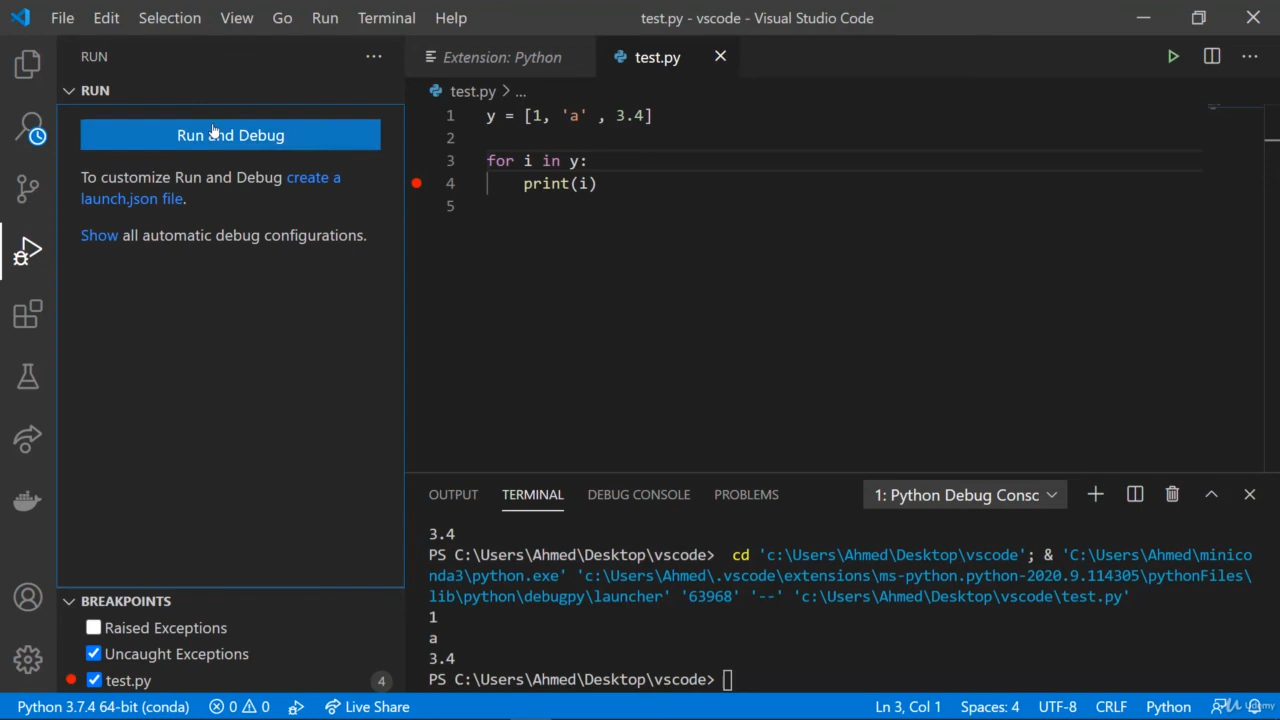 File Edit Selection View Go Run Terminal Help test.py - vscode - Visual Studio Code
RUN
Extension: Python
test.py
RUN
test.py > ...
Run and Debug
To customize Run and Debug create a
launch.json file.
Show all automatic debug configurations.
1 y = [1, 'a' , 3.4]
2
3 for i in y:
4 print(i)
5
OUTPUT TERMINAL DEBUG CONSOLE PROBLEMS 1: Python Debug Consc
3.4
PS C:\Users\Ahmed\Desktop\vscode> cd 'c:\Users\Ahmed\Desktop\vscode'; & 'C:\Users\Ahmed\minico
nda3\python.exe' 'c:\Users\Ahmed\.vscode\extensions\ms-python.python-2020.9.114305\pythonFiles\
lib\python\debugpy\launcher' '63968' '--' 'c:\Users\Ahmed\Desktop\vscode\test.py'
1
a
3.4
PS C:\Users\Ahmed\Desktop\vscode>
BREAKPOINTS
Raised Exceptions
Uncaught Exceptions
test.py 4
Python 3.7.4 64-bit (conda) 0 0 Live Share Ln 3, Col 1 Spaces: 4 UTF-8 CRLF Python
Udemy